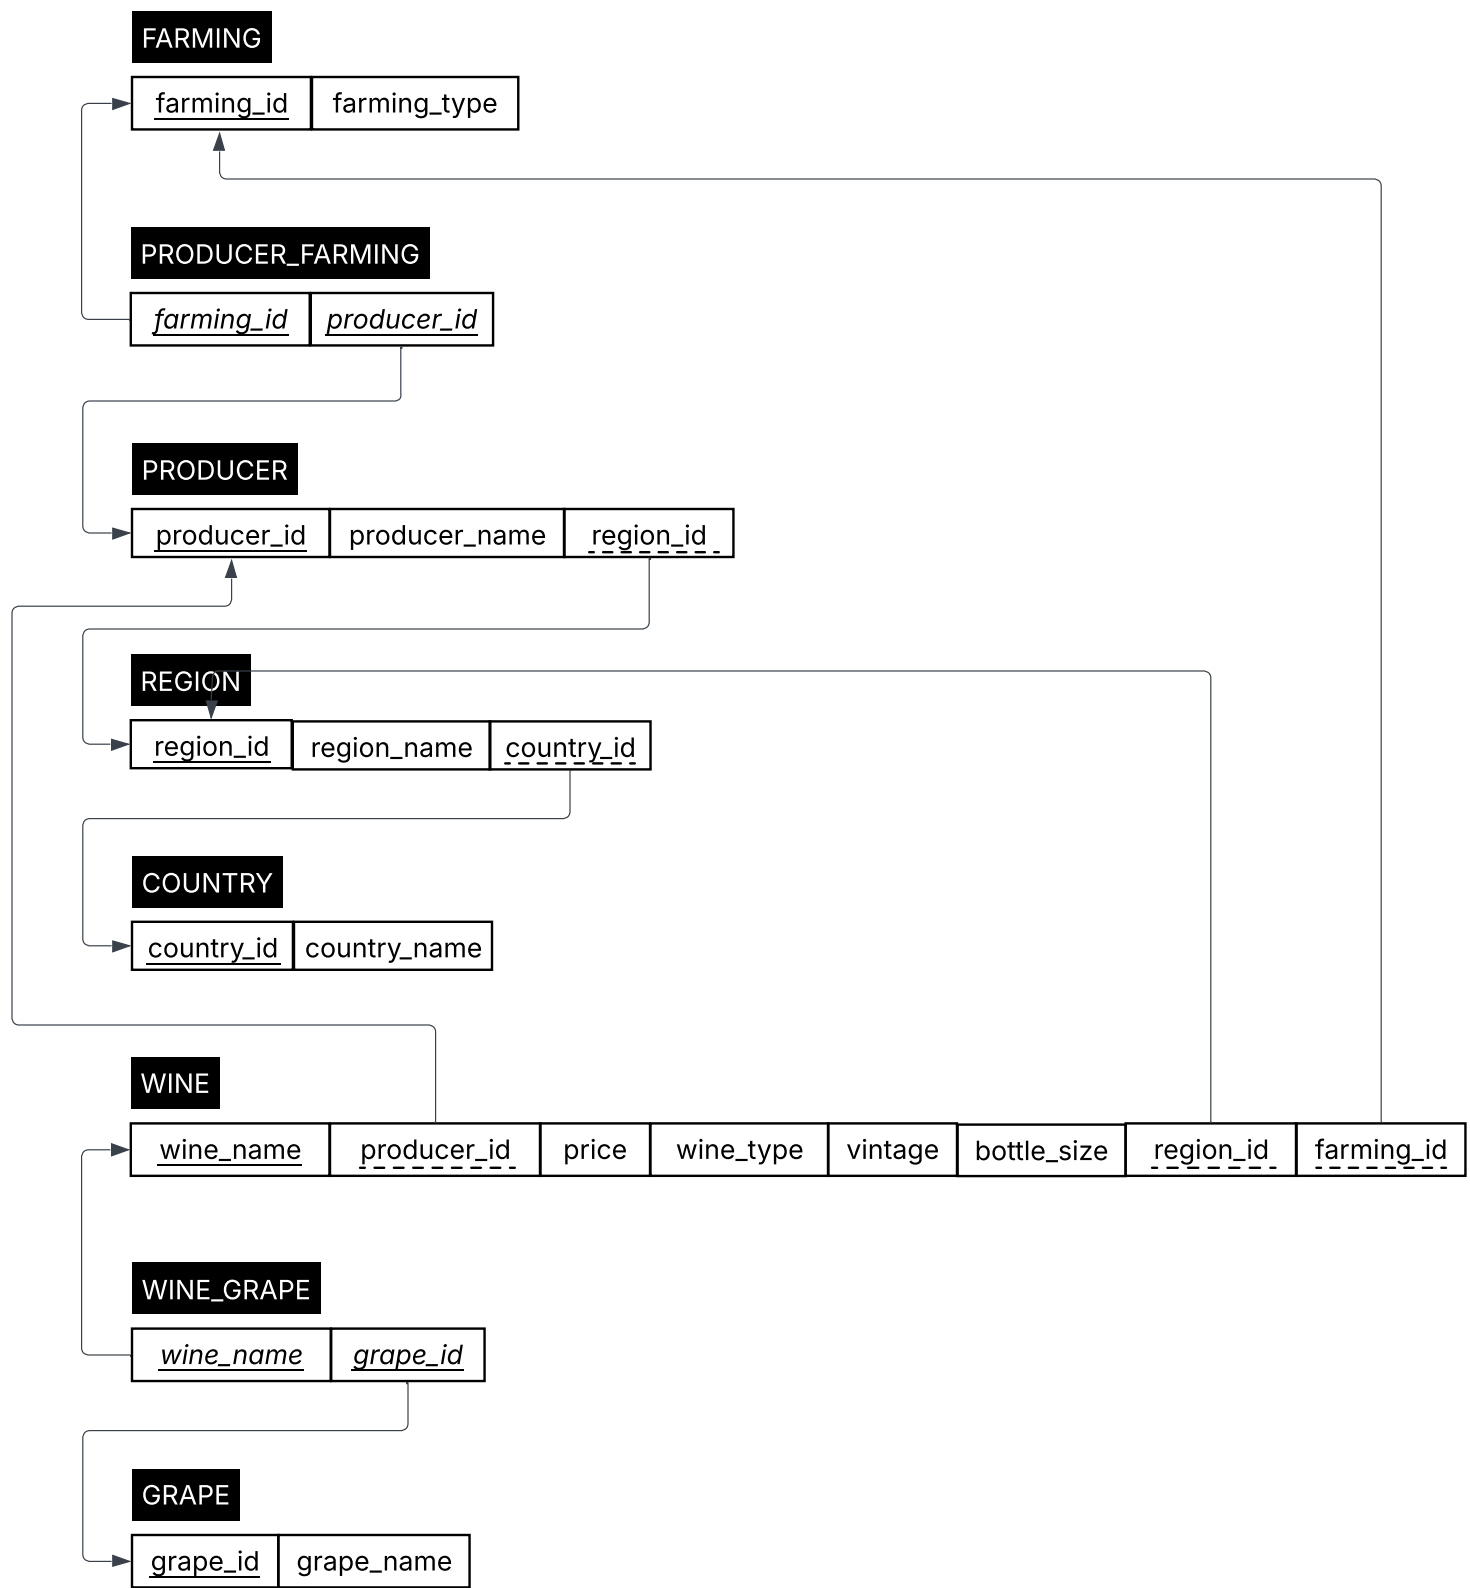 FARMING
farming_id farming_type
PRODUCER_FARMING
farming_id producer_id
PRODUCER
producer_id producer_name region_id
REGION
region_id region_name country_id
COUNTRY
country_id country_name
WINE
wine_name producer_id price wine_type vintage bottle_size region_id farming_id
WINE_GRAPE
wine_name grape_id
GRAPE
grape_id grape_name